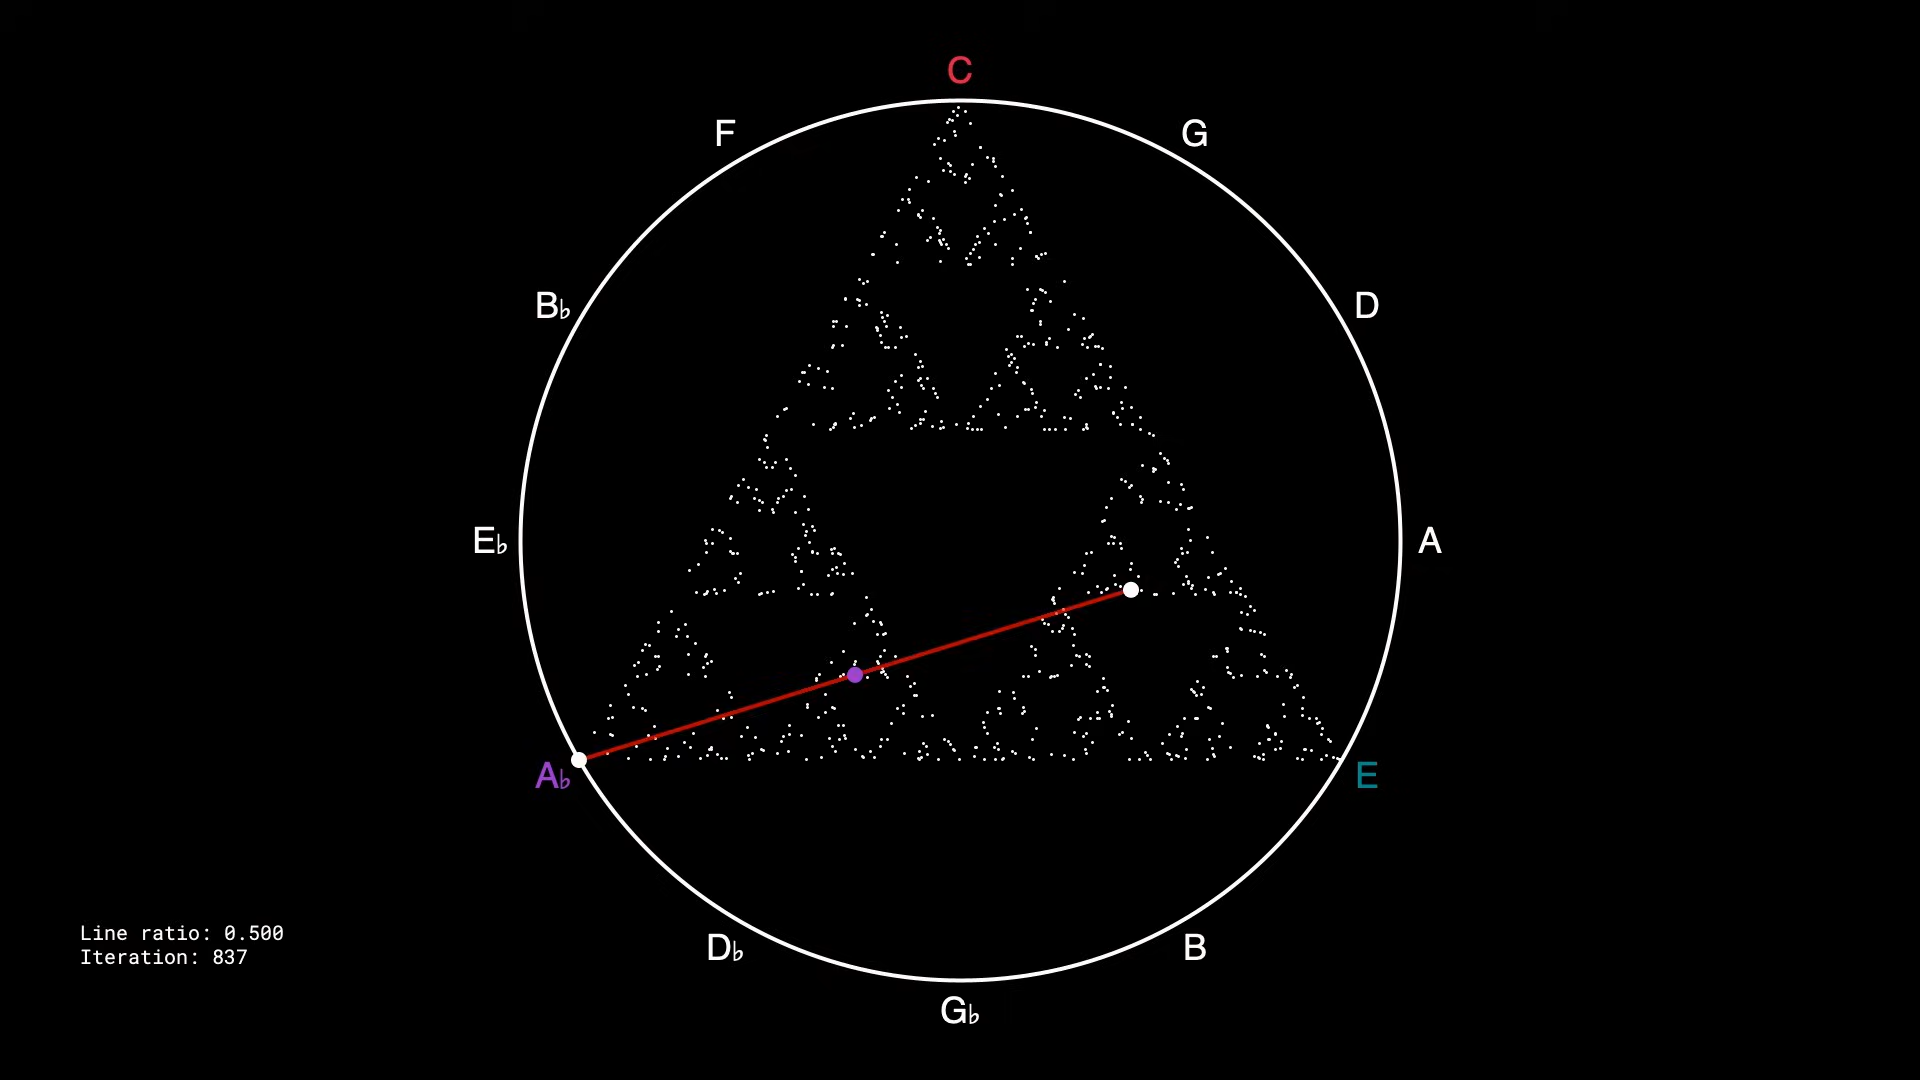 C
F
G
B♭
D
E♭
A
A♭
E
D♭
B
G♭
Line ratio: 0.500
Iteration: 837